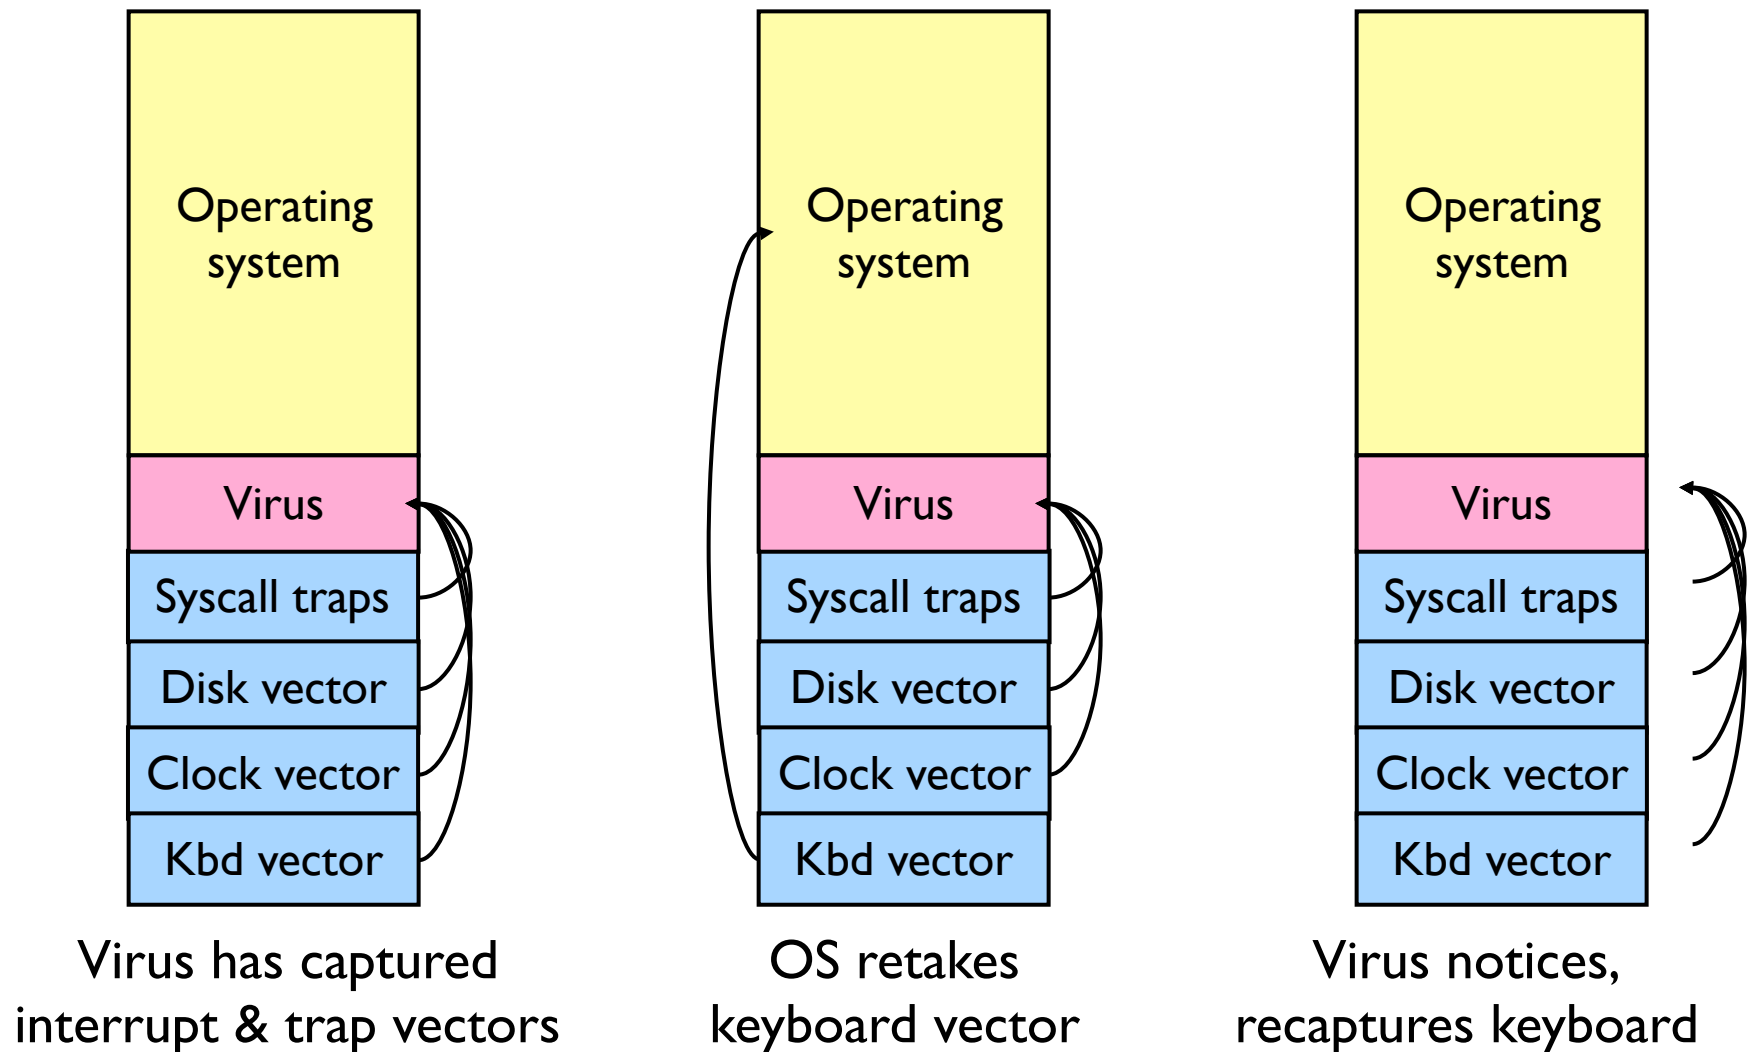 Operating
system
Virus
Syscall traps
Disk vector
Clock vector
Kbd vector
Virus has captured
interrupt & trap vectors
Operating
system
Virus
Syscall traps
Disk vector
Clock vector
Kbd vector
OS retakes
keyboard vector
Operating
system
Virus
Syscall traps
Disk vector
Clock vector
Kbd vector
Virus notices,
recaptures keyboard